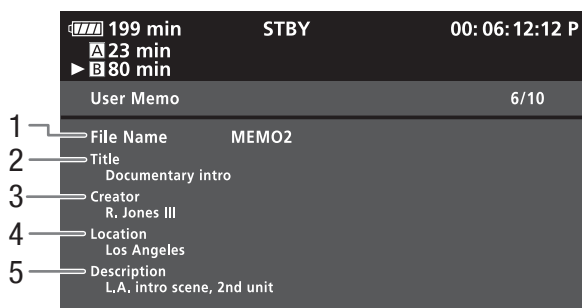 199 min STBY 00:06:12:12 P
A 23 min
▶ B 80 min
User Memo 6/10
1 File Name MEMO2
2 Title
Documentary intro
3 Creator
R. Jones III
4 Location
Los Angeles
5 Description
L.A. intro scene, 2nd unit